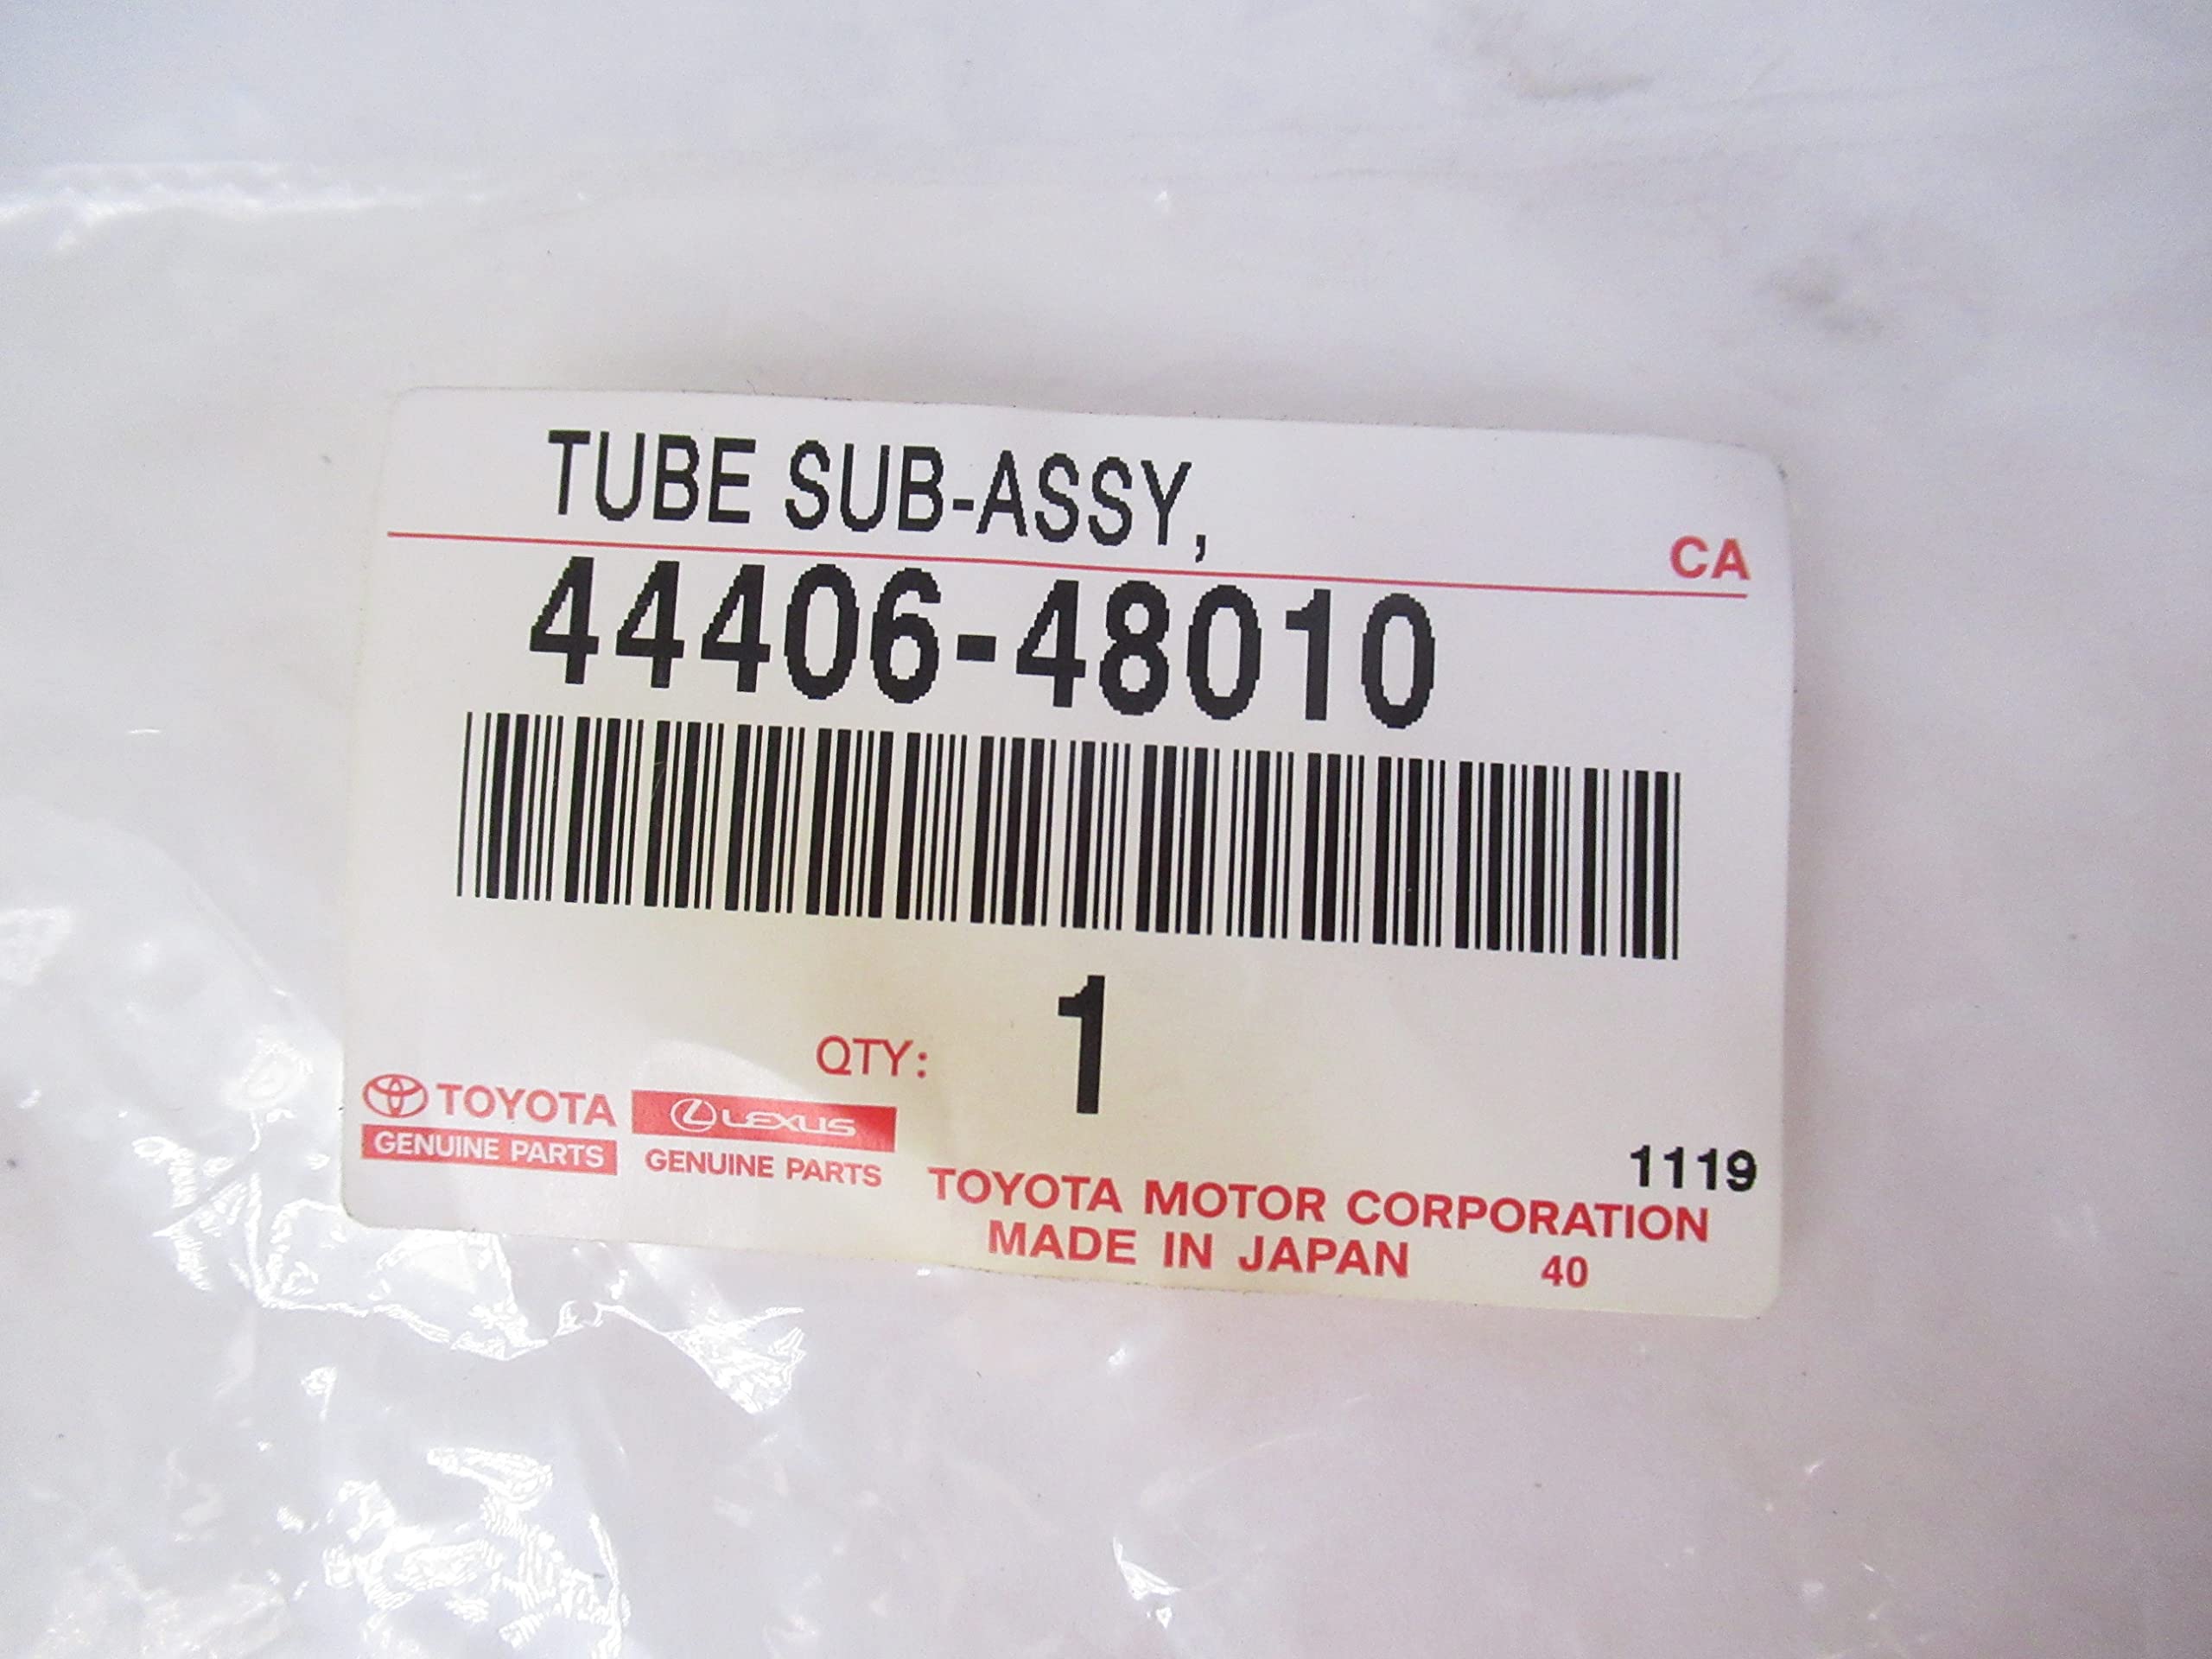 TUBE SUB-ASSY,
CA
44406-48010
QTY: 1
TOYOTA
GENUINE PARTS
LEXUS
GENUINE PARTS
1119
TOYOTA MOTOR CORPORATION
MADE IN JAPAN 40